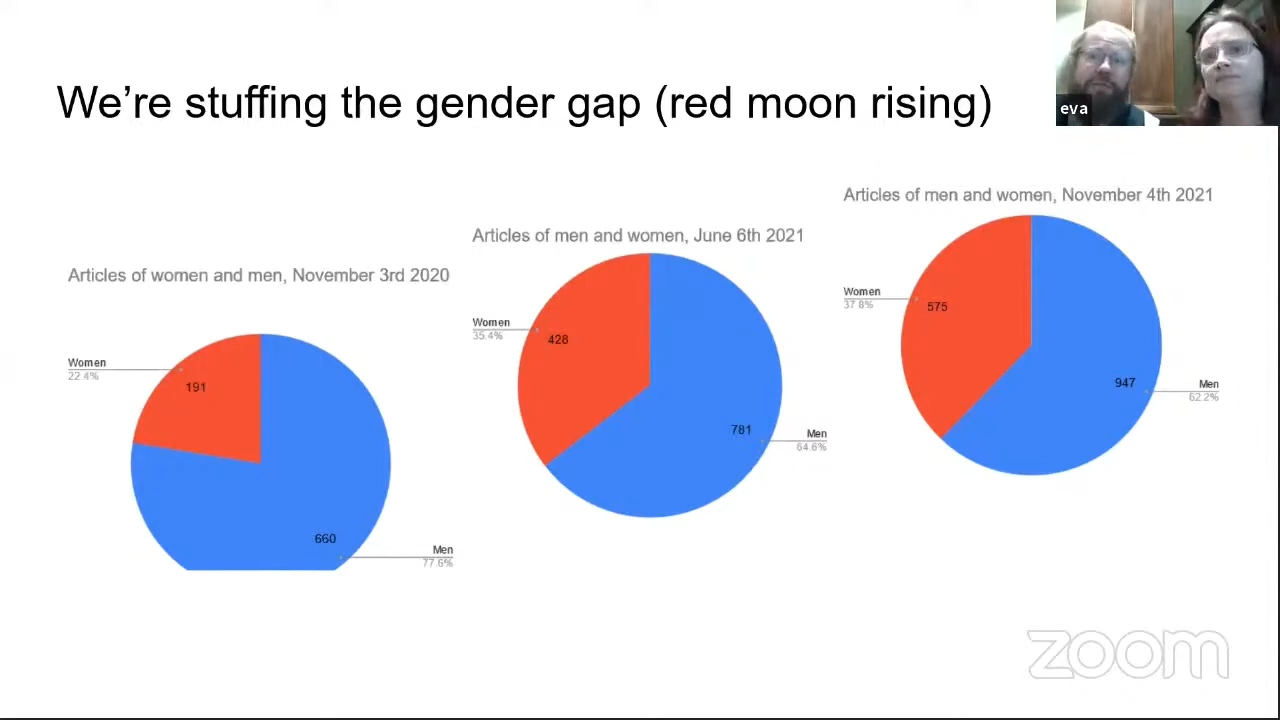 We're stuffing the gender gap (red moon rising)
eva
Articles of women and men, November 3rd 2020
Women
22.4%
191
660
Men
77.6%
Articles of men and women, June 6th 2021
Women
35.4%
428
781
Men
64.6%
Articles of men and women, November 4th 2021
Women
37.8%
575
947
Men
62.2%
zoom